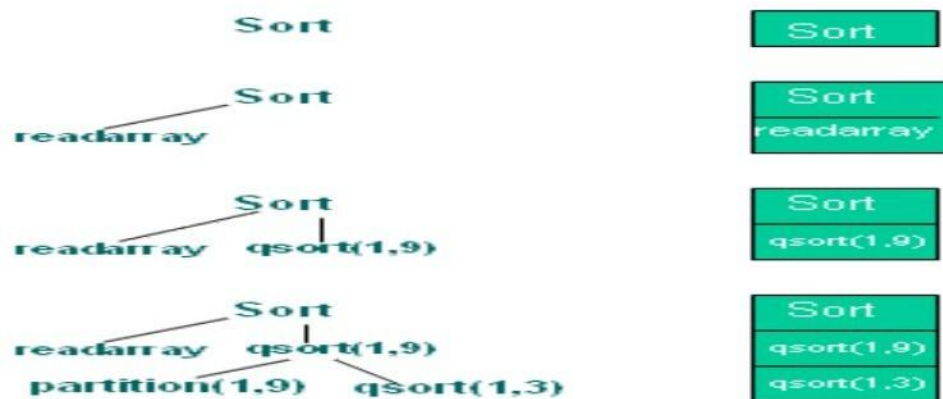 Sort Sort
Sort Sort
readarray readarray
Sort Sort
readarray qsort(1,9) qsort(1,9)
Sort Sort
readarray qsort(1,9) qsort(1,9)
partition(1,9) qsort(1,3) qsort(1,3)